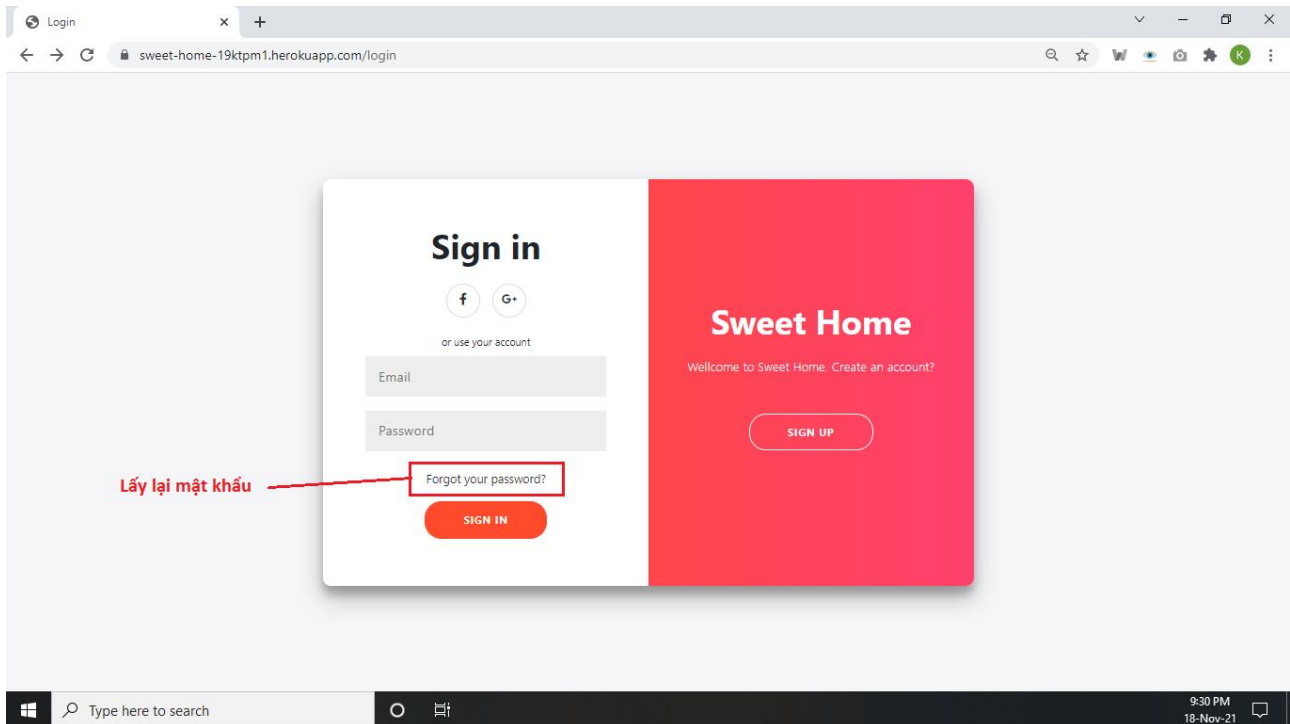 Login
sweet-home-19ktpm1.herokuapp.com/login
K
Sign in
f G+
or use your account
Email
Password
Forgot your password?
SIGN IN
Lấy lại mật khẩu
Sweet Home
Wellcome to Sweet Home. Create an account?
SIGN UP
Type here to search
9:30 PM
18-Nov-21